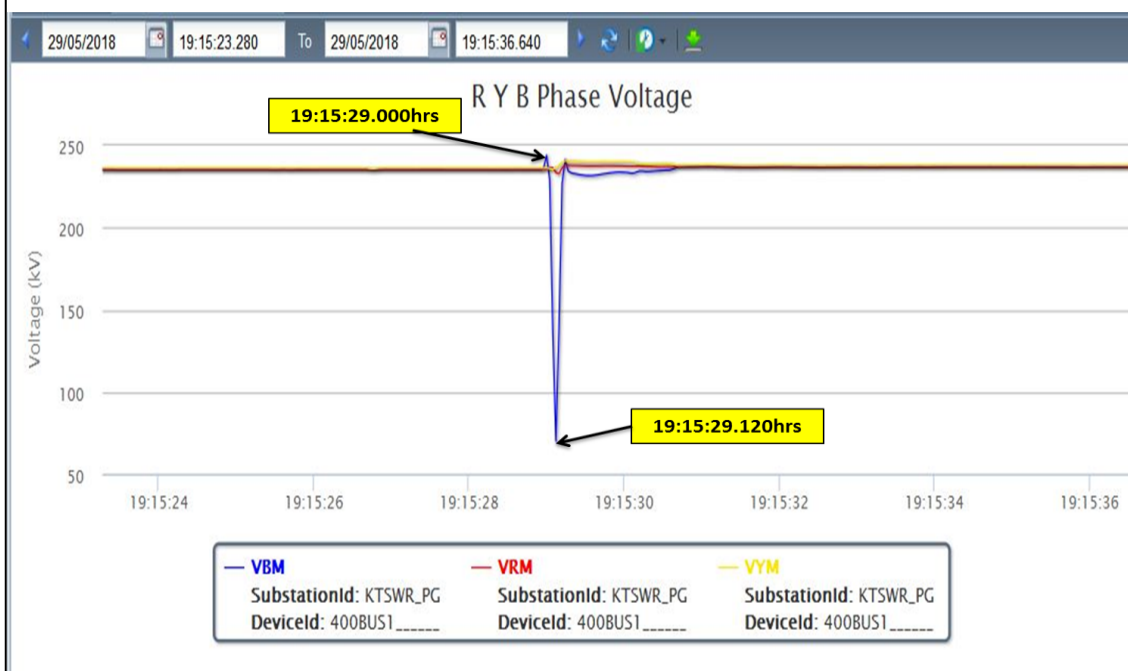 29/05/2018 19:15:23.280 To 29/05/2018 19:15:36.640
R Y B Phase Voltage
19:15:29.000hrs
250
200
150
100
50
Voltage (kV)
19:15:29.120hrs
19:15:24 19:15:26 19:15:28 19:15:30 19:15:32 19:15:34 19:15:36
VBM VRM VYM
SubstationId: KTSWR_PG SubstationId: KTSWR_PG SubstationId: KTSWR_PG
DeviceId: 400BUS1______ DeviceId: 400BUS1______ DeviceId: 400BUS1______